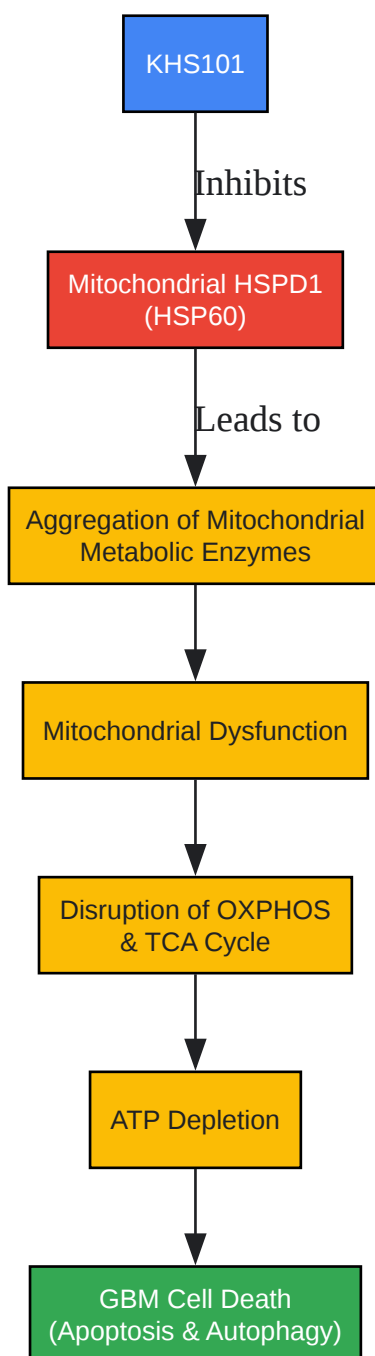 KHS101
Inhibits
Mitochondrial HSPD1
(HSP60)
Leads to
Aggregation of Mitochondrial
Metabolic Enzymes
Mitochondrial Dysfunction
Disruption of OXPHOS
& TCA Cycle
ATP Depletion
GBM Cell Death
(Apoptosis & Autophagy)